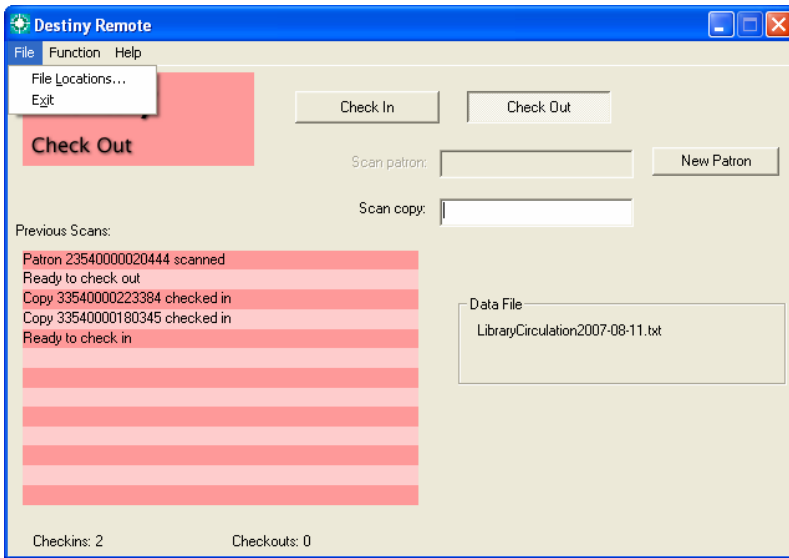 Destiny Remote
File Function Help
File Locations...
Exit
Check Out
Check In
Check Out
Scan patron:
New Patron
Scan copy:
Previous Scans:
Patron 23540000020444 scanned
Ready to check out
Copy 33540000223384 checked in
Copy 33540000180345 checked in
Ready to check in
Data File
LibraryCirculation2007-08-11.txt
Checkins: 2 Checkouts: 0